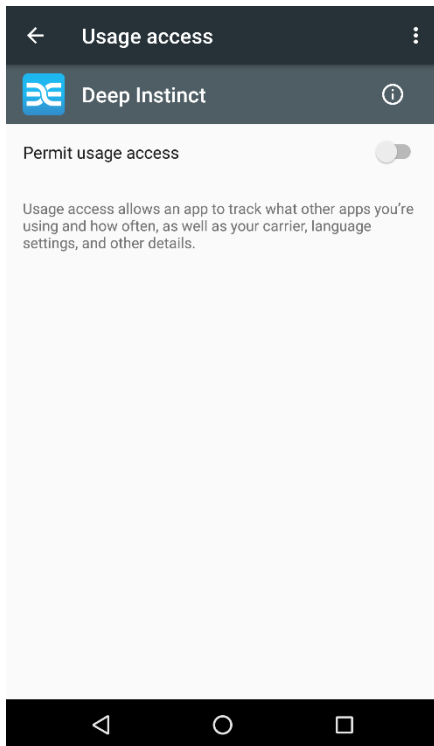 Usage access
Deep Instinct
Permit usage access
Usage access allows an app to track what other apps you’re
using and how often, as well as your carrier, language
settings, and other details.